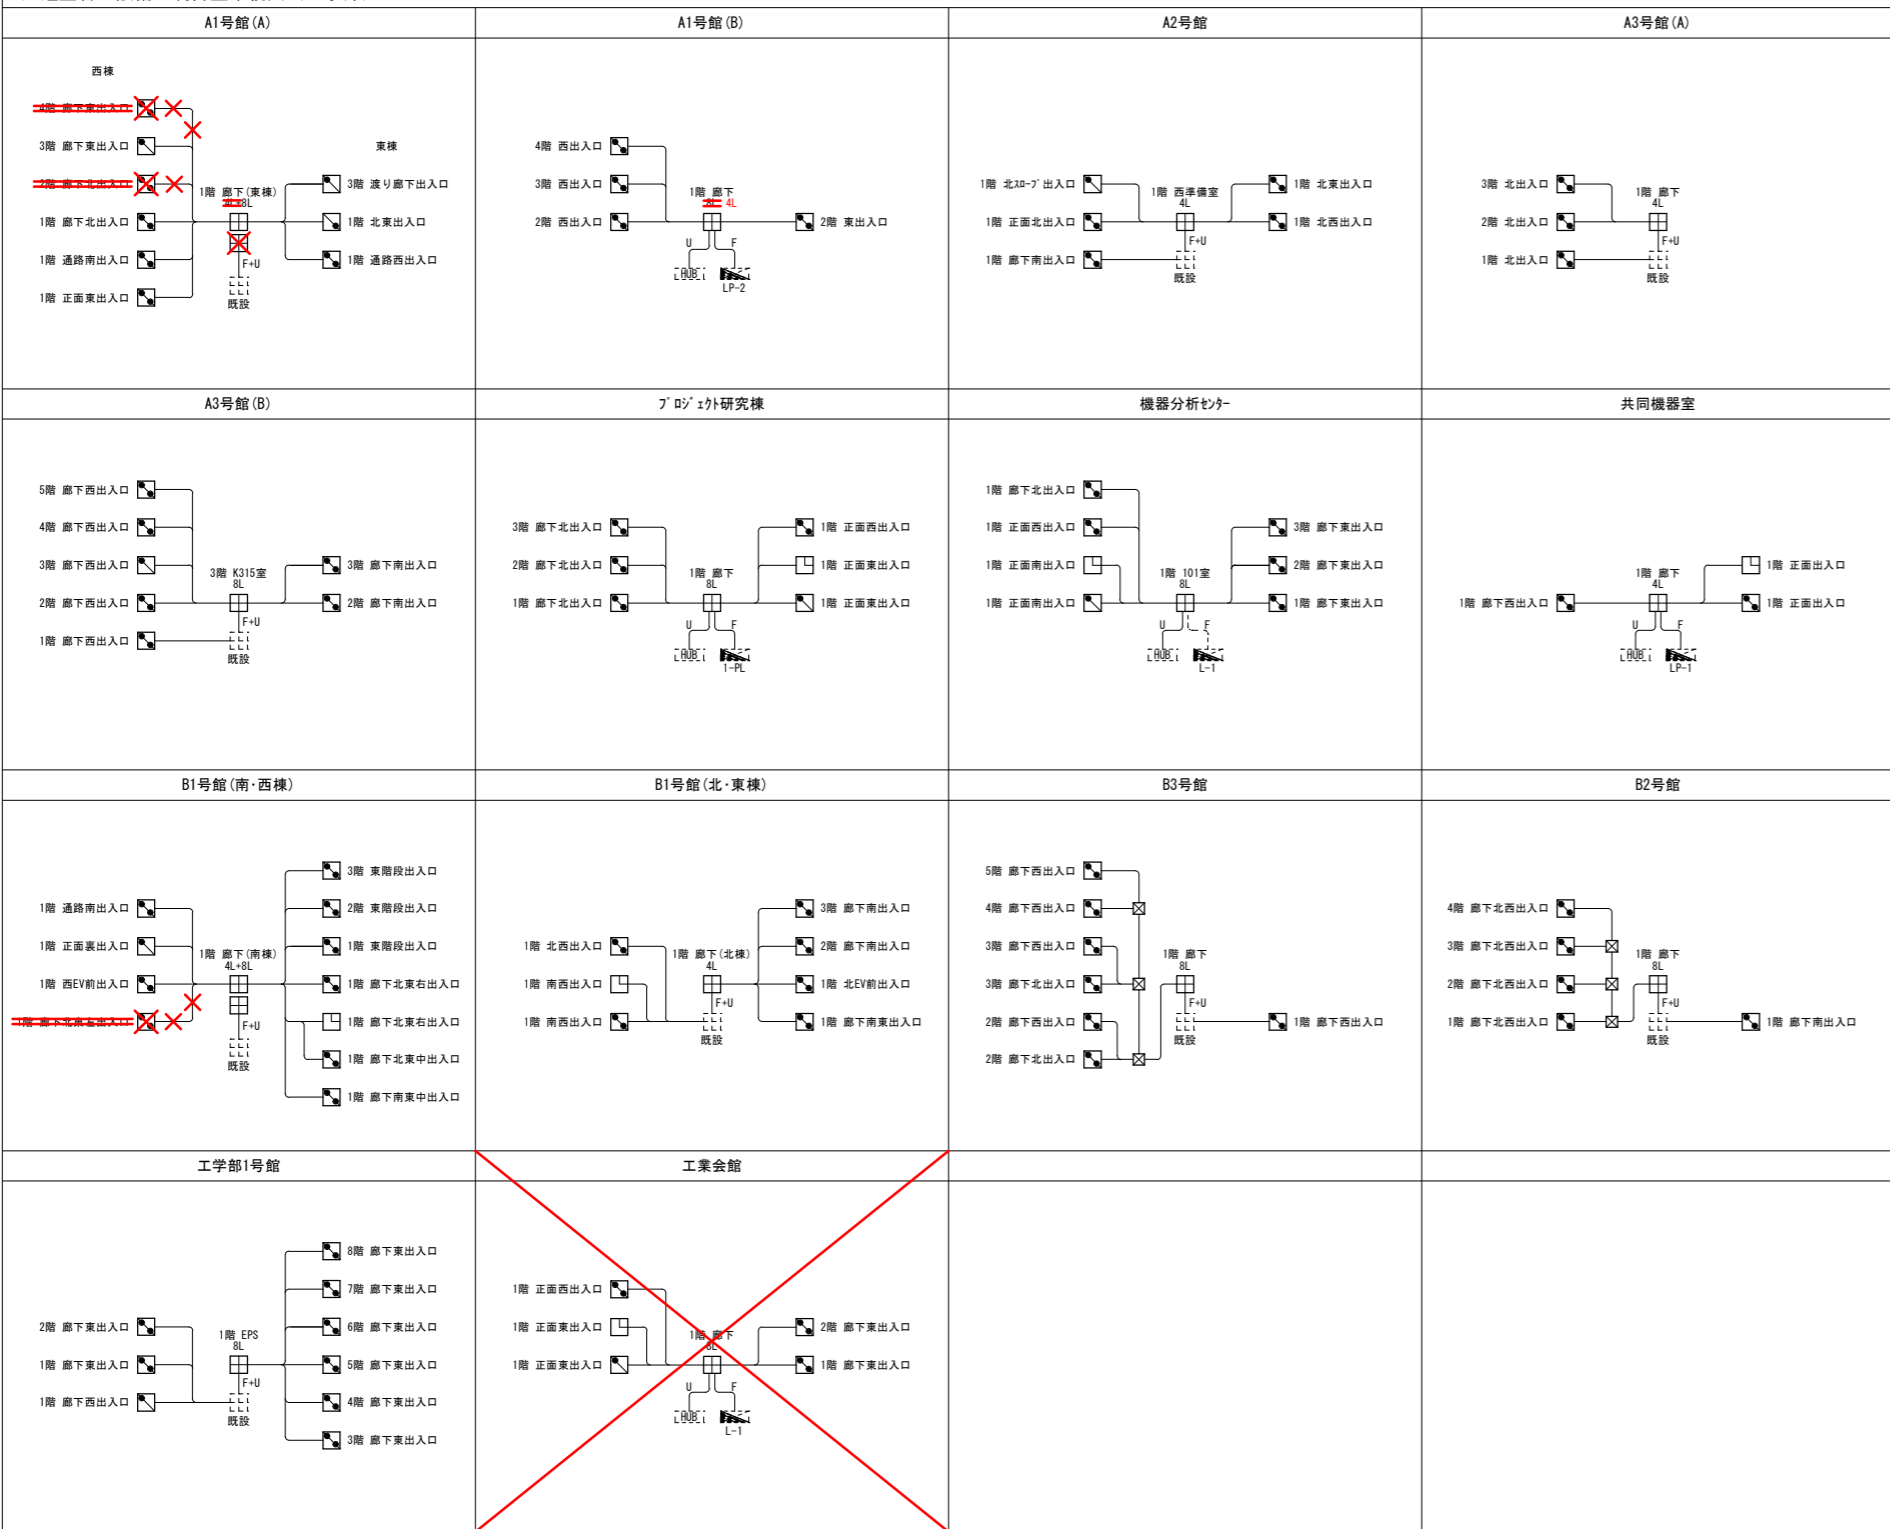 A1号館(A)
A1号館(B)
A2号館
A3号館(A)
西棟
4階 廊下東出入口
3階 廊下東出入口
2階 廊下北出入口
1階 廊下北出入口
1階 通路南出入口
1階 正面東出入口
1階 廊下(東棟)
4L+8L
F+U
既設
東棟
3階 渡り廊下出入口
1階 北東出入口
1階 通路西出入口
4階 西出入口
3階 西出入口
2階 西出入口
1階 廊下
8L 4L
U F
HUB
LP-2
2階 東出入口
1階 北スロープ出入口
1階 正面北出入口
1階 廊下南出入口
1階 西準備室
4L
F+U
既設
1階 北東出入口
1階 北西出入口
3階 北出入口
2階 北出入口
1階 北出入口
1階 廊下
4L
F+U
既設
A3号館(B)
プロジェクト研究棟
機器分析センター
共同機器室
5階 廊下西出入口
4階 廊下西出入口
3階 廊下西出入口
2階 廊下西出入口
1階 廊下西出入口
3階 K315室
8L
F+U
既設
3階 廊下南出入口
2階 廊下南出入口
3階 廊下北出入口
2階 廊下北出入口
1階 廊下北出入口
1階 廊下
8L
U F
HUB
1-PL
1階 正面西出入口
1階 正面東出入口
1階 正面東出入口
1階 廊下北出入口
1階 正面西出入口
1階 正面南出入口
1階 正面南出入口
1階 101室
8L
U F
HUB
L-1
3階 廊下東出入口
2階 廊下東出入口
1階 廊下東出入口
1階 廊下西出入口
1階 廊下
4L
U F
HUB
LP-1
1階 正面出入口
1階 正面出入口
B1号館(南・西棟)
B1号館(北・東棟)
B3号館
B2号館
1階 通路南出入口
1階 正面裏出入口
1階 西EV前出入口
1階 廊下北東左出入口
1階 廊下(南棟)
4L+8L
F+U
既設
3階 東階段出入口
2階 東階段出入口
1階 東階段出入口
1階 廊下北東右出入口
1階 廊下北東右出入口
1階 廊下北東中出入口
1階 廊下南東中出入口
1階 北西出入口
1階 南西出入口
1階 南西出入口
1階 廊下(北棟)
4L
F+U
既設
3階 廊下南出入口
2階 廊下南出入口
1階 北EV前出入口
1階 廊下南東出入口
5階 廊下西出入口
4階 廊下西出入口
3階 廊下西出入口
3階 廊下北出入口
2階 廊下西出入口
2階 廊下北出入口
1階 廊下
8L
F+U
既設
1階 廊下西出入口
4階 廊下北西出入口
3階 廊下北西出入口
2階 廊下北西出入口
1階 廊下北西出入口
1階 廊下
8L
F+U
既設
1階 廊下南出入口
工学部1号館
工業会館
2階 廊下東出入口
1階 廊下東出入口
1階 廊下西出入口
1階 EPS
8L
F+U
既設
8階 廊下東出入口
7階 廊下東出入口
6階 廊下東出入口
5階 廊下東出入口
4階 廊下東出入口
3階 廊下東出入口
1階 正面西出入口
1階 正面東出入口
1階 正面東出入口
1階 廊下
8L
U F
HUB
L-1
2階 廊下東出入口
1階 廊下東出入口